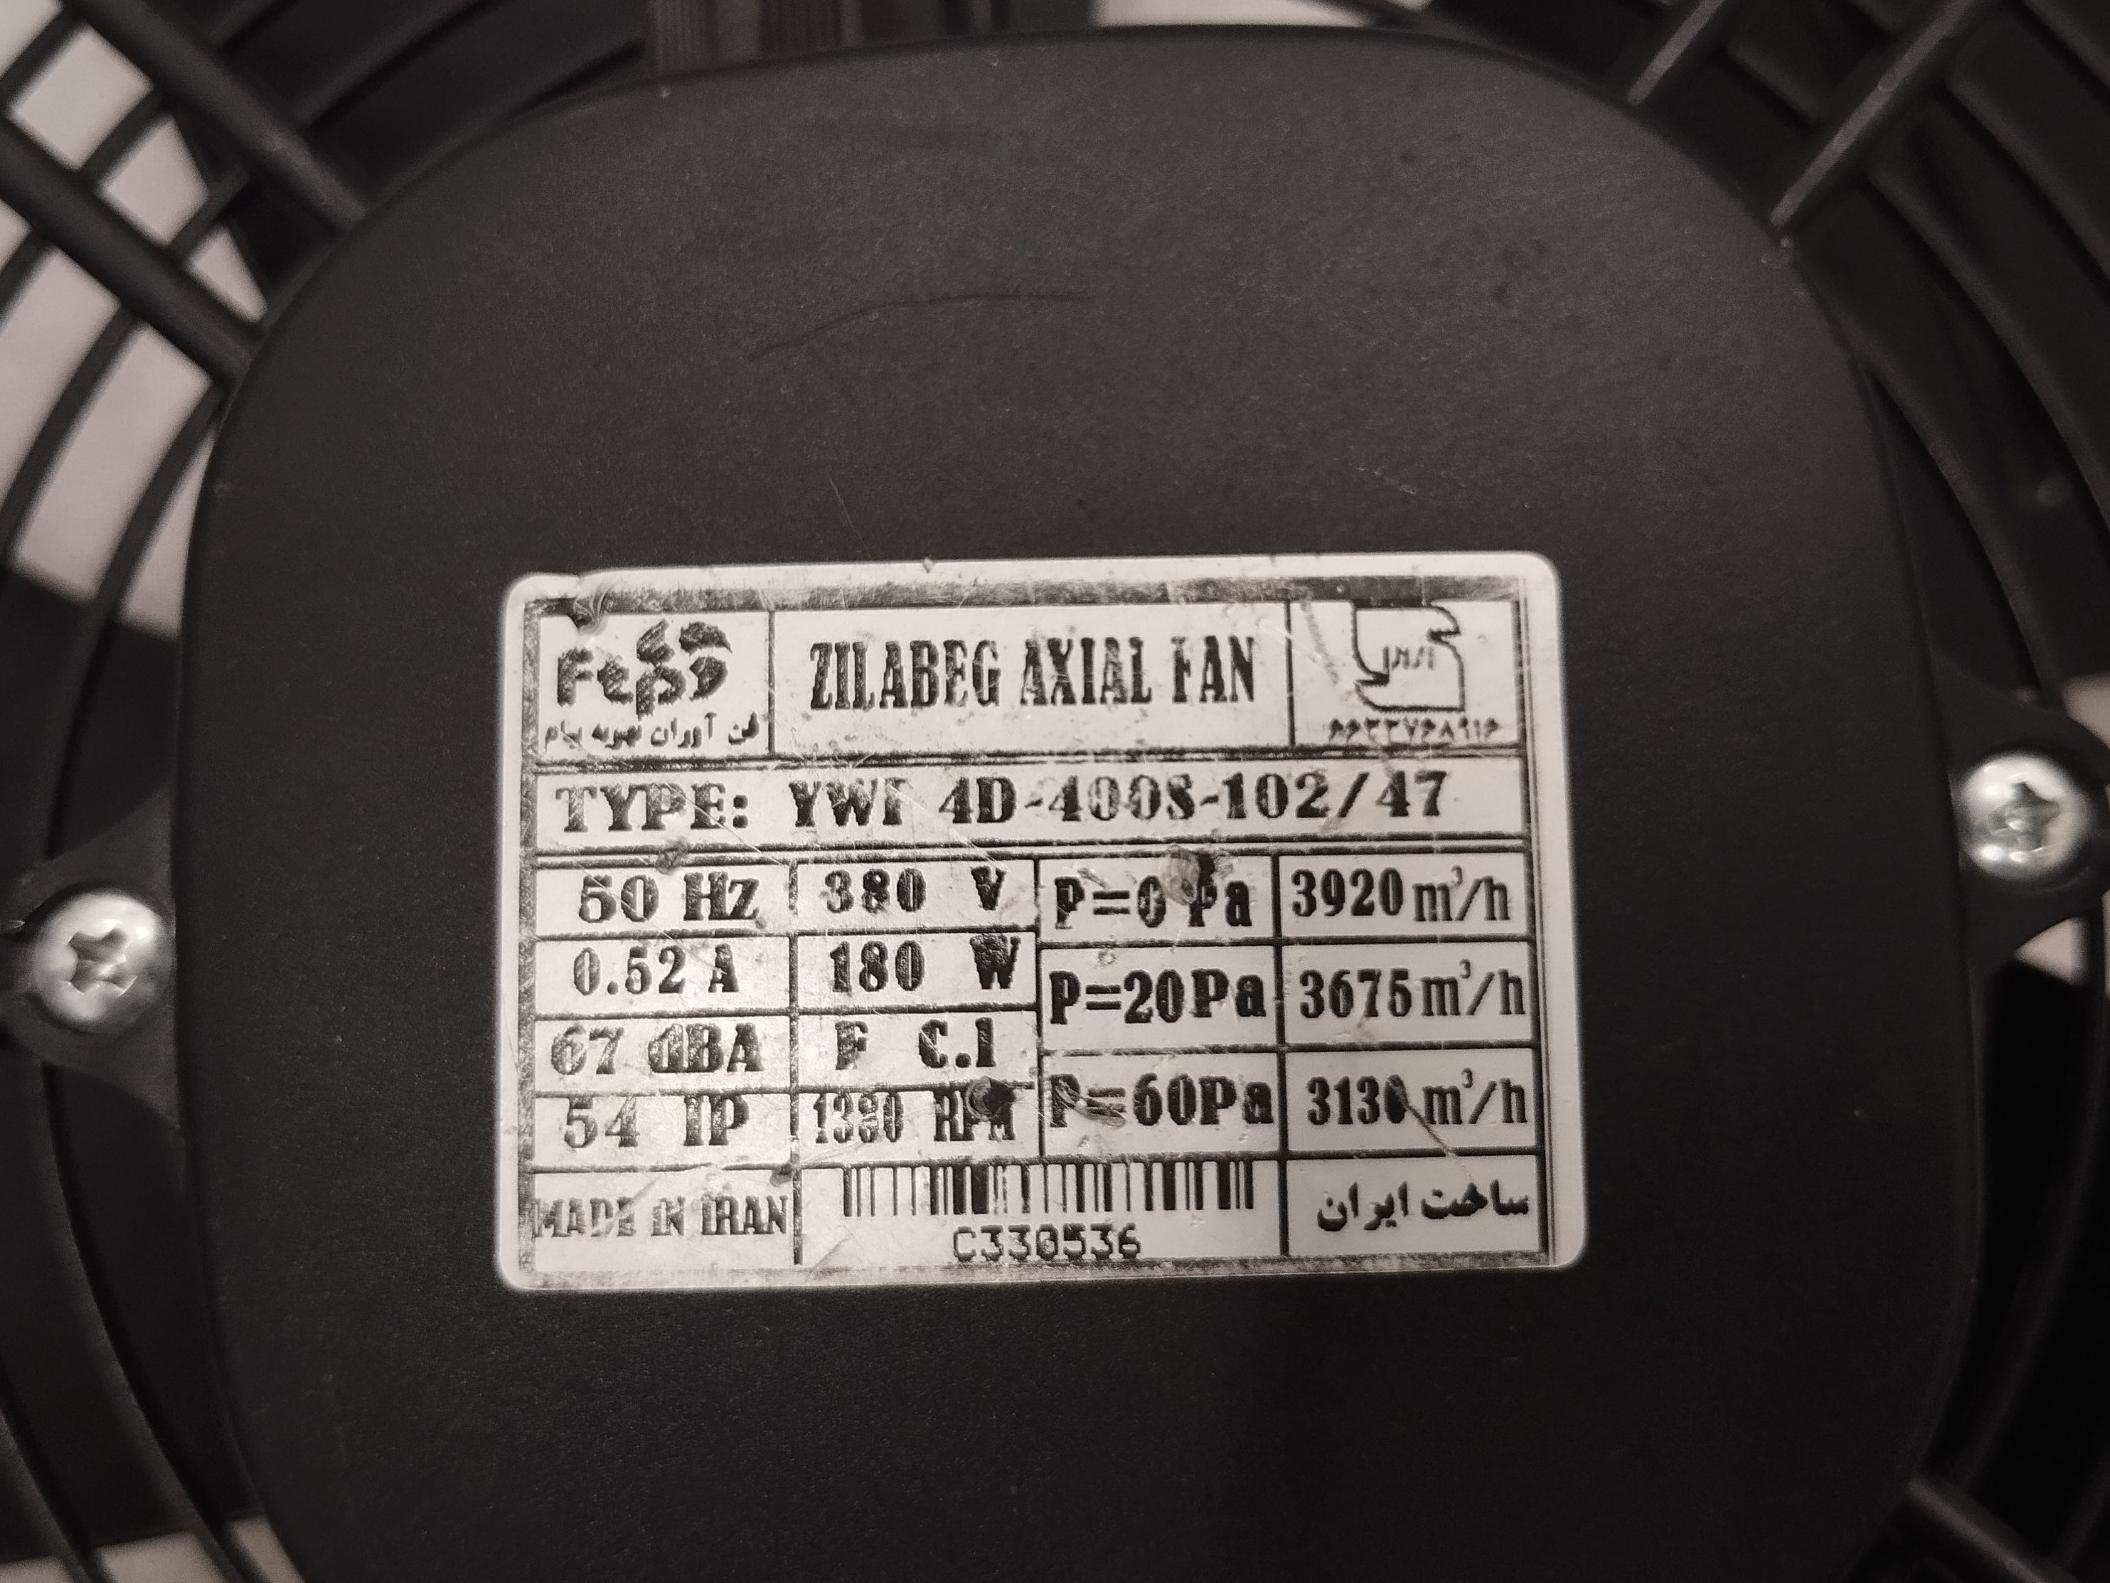 Fepo
فن آوران تهویه پیام
ZILABEG AXIAL FAN
TYPE: YWF 4D-400S-102/47
50 Hz 380 V P=0 Pa 3920 m³/h
0.52 A 180 W P=20Pa 3675 m³/h
67 dBA F C.1 P=60Pa 3130 m³/h
54 IP 1380 RPM
MADE IN IRAN C330536 ساخت ایران